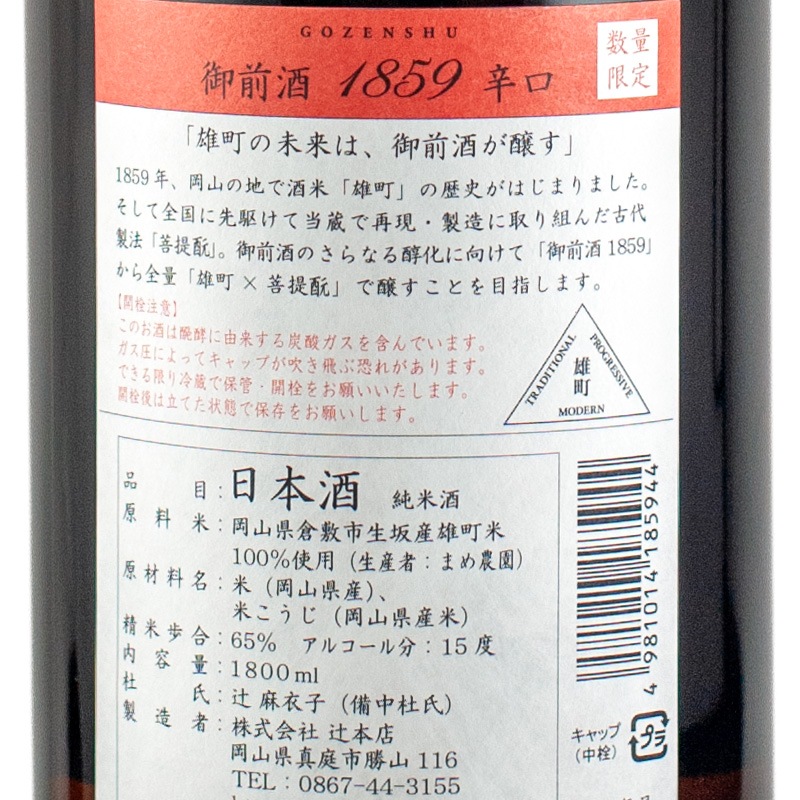 GOZENSHU
御前酒 1859 辛口
数量
限定
「雄町の未来は、御前酒が醸す」
1859年、岡山の地で酒米「雄町」の歴史がはじまりました。
そして全国に先駆けて当蔵で再現・製造に取り組んだ古代
製法「菩提酛」。御前酒のさらなる醇化に向けて「御前酒1859」
から全量「雄町×菩提酛」で醸すことを目指します。
【開栓注意】
このお酒は醗酵に由来する炭酸ガスを含んでいます。
ガス圧によってキャップが吹き飛ぶ恐れがあります。
できる限り冷蔵で保管・開栓をお願いいたします。
開栓後は立てた状態で保存をお願いします。
TRADITIONAL
PROGRESSIVE
雄町
MODERN
品目：日本酒 純米酒
原料米：岡山県倉敷市生坂産雄町米
100%使用（生産者：まめ農園）
原材料名：米（岡山県産）、
米こうじ（岡山県産米）
精米歩合：65% アルコール分：15度
内容量：1800ml
杜氏：辻 麻衣子（備中杜氏）
製造者：株式会社 辻本店
岡山県真庭市勝山116
TEL：0867-44-3155
4 981014 185944
キャップ
（中栓）
プラ